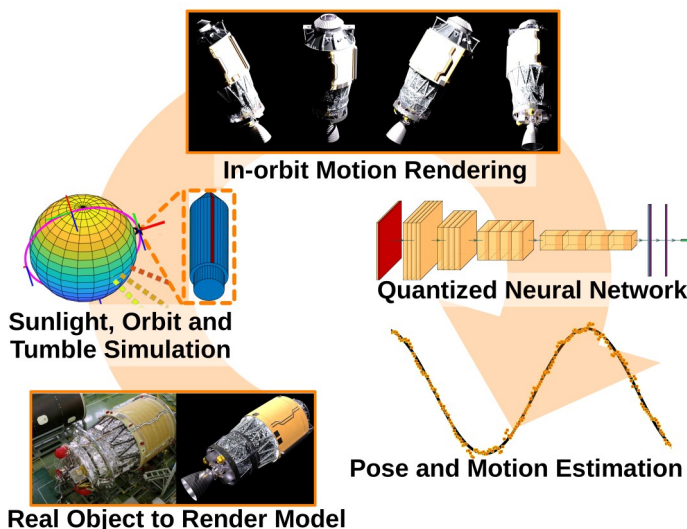 In-orbit Motion Rendering
Quantized Neural Network
Sunlight, Orbit and
Tumble Simulation
Pose and Motion Estimation
Real Object to Render Model